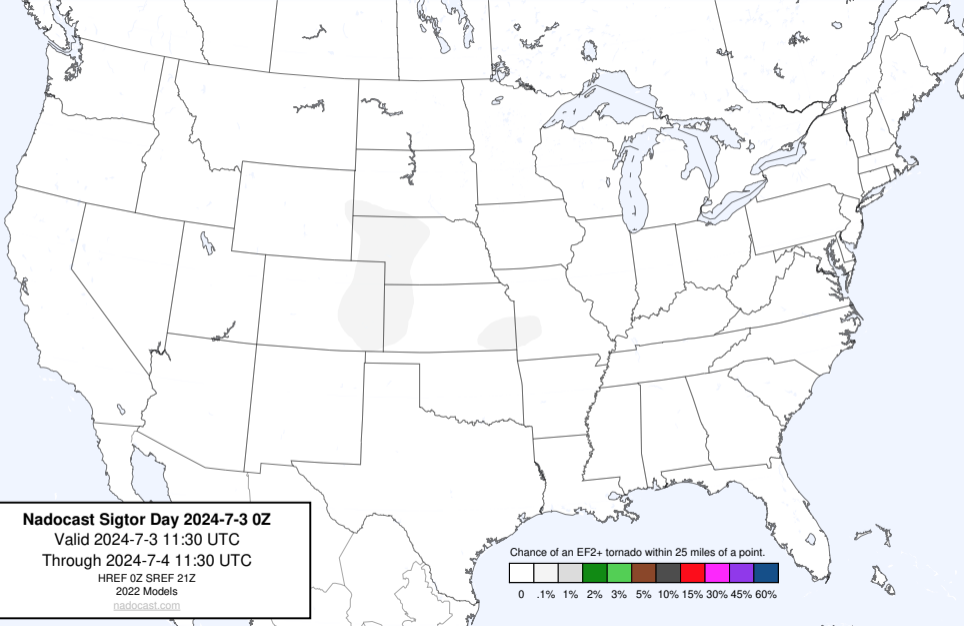 Nadocast Sigtor Day 2024-7-3 0Z
Valid 2024-7-3 11:30 UTC
Through 2024-7-4 11:30 UTC
HREF 0Z SREF 21Z
2022 Models
nadocast.com
Chance of an EF2+ tornado within 25 miles of a point.
0 .1% 1% 2% 3% 5% 10% 15% 30% 45% 60%